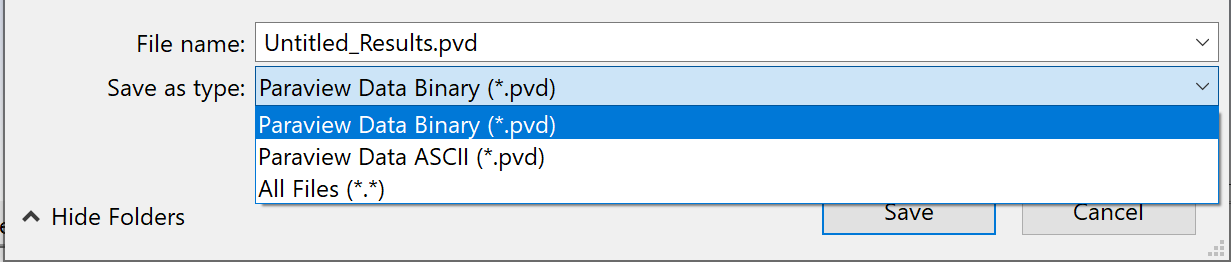 File name: Untitled_Results.pvd
Save as type: Paraview Data Binary (*.pvd)
Paraview Data Binary (*.pvd)
Paraview Data ASCII (*.pvd)
All Files (*.*)
Hide Folders Save Cancel